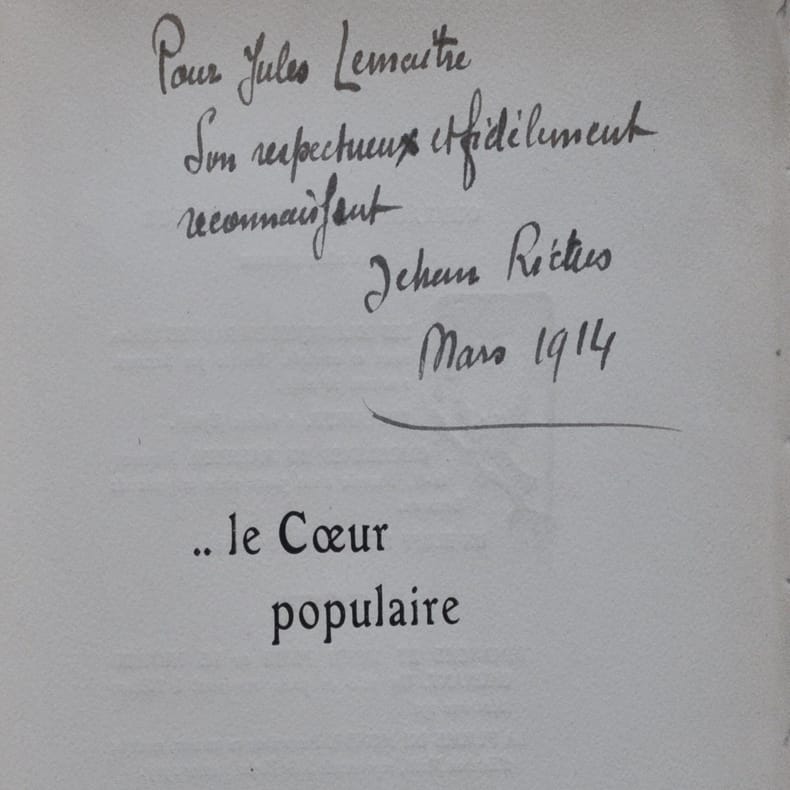 Pour Jules Lemaître
Son respectueux et fidèlement
reconnaissant
Jehan Rictus
Mars 1914
.. le Cœur
populaire